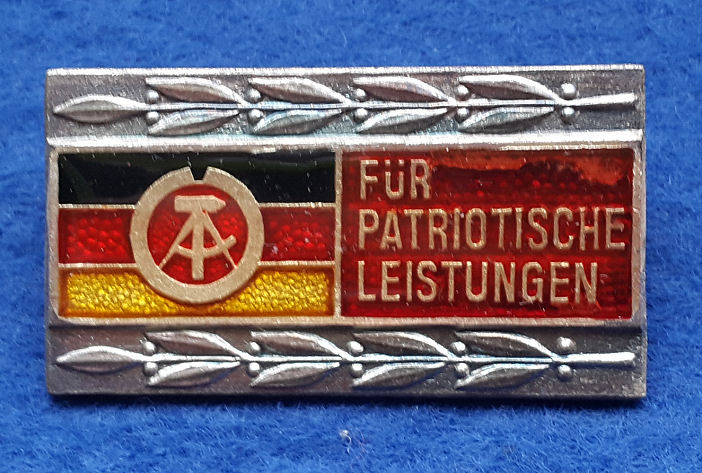 FÜR
PATRIOTISCHE
LEISTUNGEN